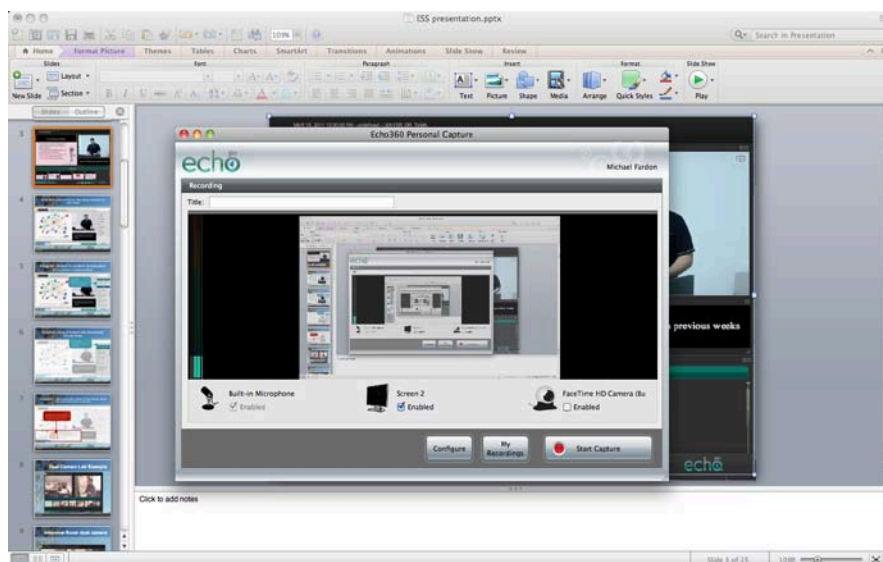 ESS presentation.pptx
109%
Search in Presentation
Home Format Picture Themes Tables Charts SmartArt Transitions Animations Slide Show Review
Slides Font Paragraph Insert Format Slide Show
Layout
New Slide Section Text Picture Shape Media Arrange Quick Styles Play
Slides Outline
Echo360 Personal Capture
echo
Michael Fardon
Recording
Title:
previous weeks
Built-in Microphone Screen 2 FaceTime HD Camera (Bu
Enabled Enabled Enabled
Configure My Recordings Start Capture
echo
Click to add notes
109%